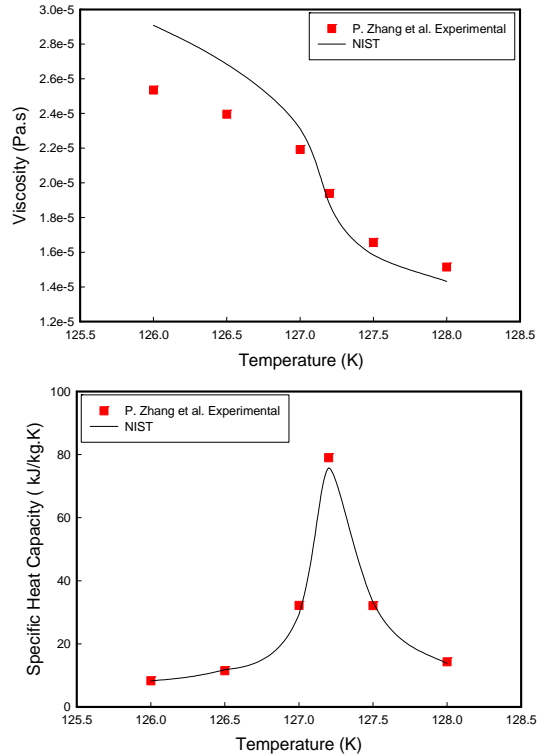 3.0e-5
2.8e-5
2.6e-5
2.4e-5
2.2e-5
2.0e-5
1.8e-5
1.6e-5
1.4e-5
1.2e-5
Viscosity (Pa.s)
P. Zhang et al. Experimental
NIST
125.5 126.0 126.5 127.0 127.5 128.0 128.5
Temperature (K)
100
80
60
40
20
0
Specific Heat Capacity ( kJ/kg.K)
P. Zhang et al. Experimental
NIST
125.5 126.0 126.5 127.0 127.5 128.0 128.5
Temperature (K)